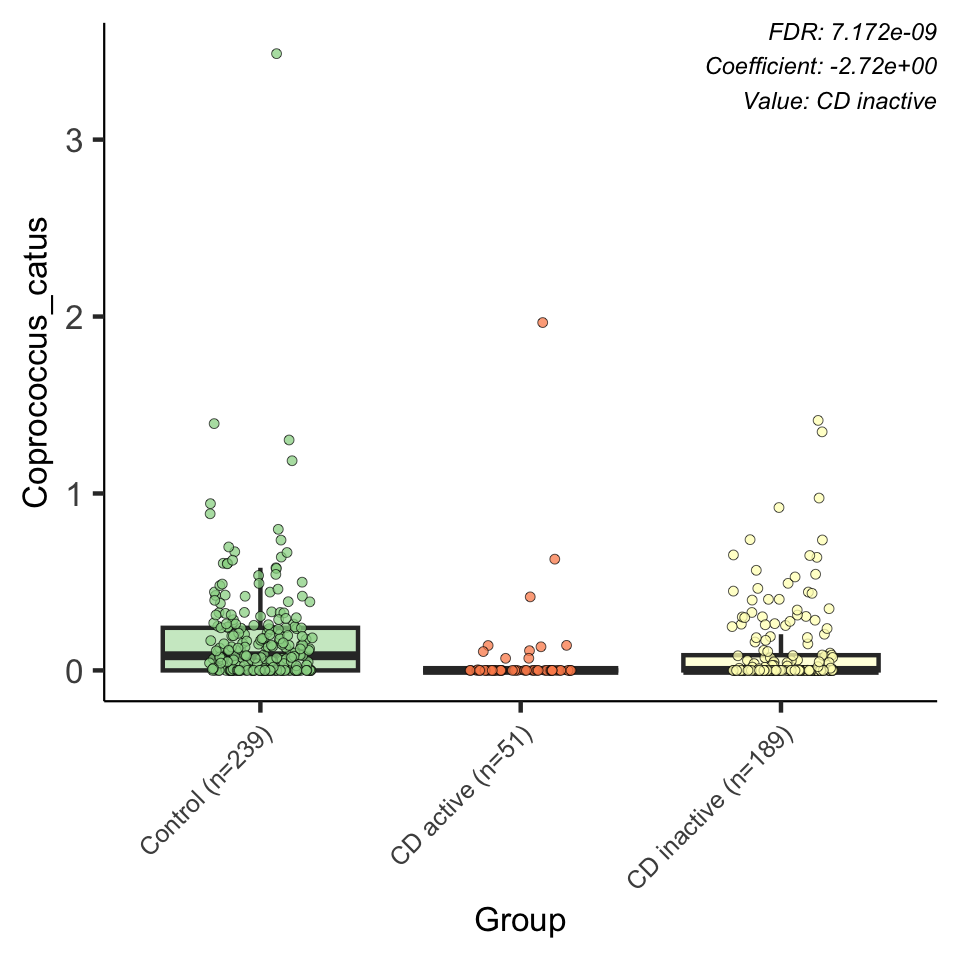 FDR: 7.172e-09
Coefficient: -2.72e+00
Value: CD inactive
Coprococcus_catus
3
2
1
0
Control (n=239)
CD active (n=51)
CD inactive (n=189)
Group